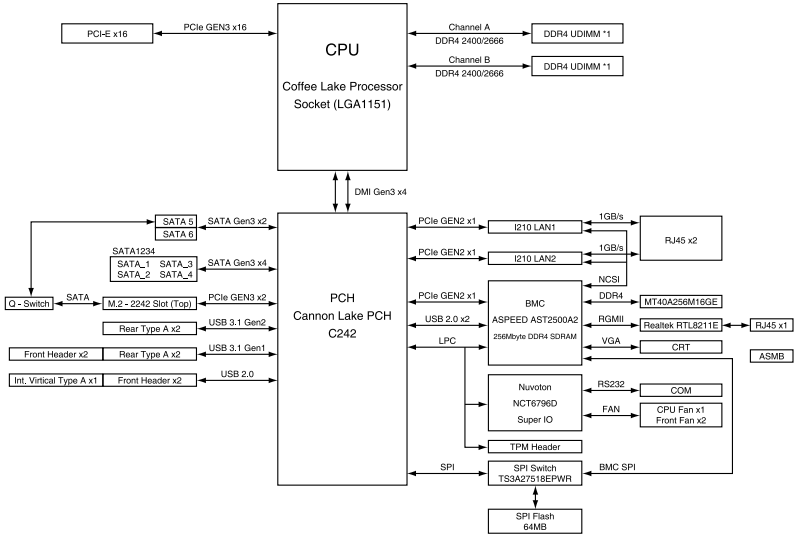 PCI-E x16
PCIe GEN3 x16
CPU
Coffee Lake Processor
Socket (LGA1151)
Channel A
DDR4 2400/2666
DDR4 UDIMM *1
Channel B
DDR4 2400/2666
DDR4 UDIMM *1
DMI Gen3 x4
SATA 5
SATA 6
SATA Gen3 x2
SATA1234
SATA_1 SATA_3
SATA_2 SATA_4
SATA Gen3 x4
Q - Switch
SATA
M.2 - 2242 Slot (Top)
PCIe GEN3 x2
Rear Type A x2
USB 3.1 Gen2
Front Header x2
Rear Type A x2
USB 3.1 Gen1
Int. Virtical Type A x1
Front Header x2
USB 2.0
PCH
Cannon Lake PCH
C242
PCIe GEN2 x1
I210 LAN1
1GB/s
PCIe GEN2 x1
I210 LAN2
1GB/s
RJ45 x2
NCSI
PCIe GEN2 x1
USB 2.0 x2
LPC
BMC
ASPEED AST2500A2
256Mbyte DDR4 SDRAM
DDR4
MT40A256M16GE
RGMII
Realtek RTL8211E
RJ45 x1
VGA
CRT
ASMB
Nuvoton
NCT6796D
Super IO
RS232
COM
FAN
CPU Fan x1
Front Fan x2
TPM Header
SPI
SPI Switch
TS3A27518EPWR
BMC SPI
SPI Flash
64MB